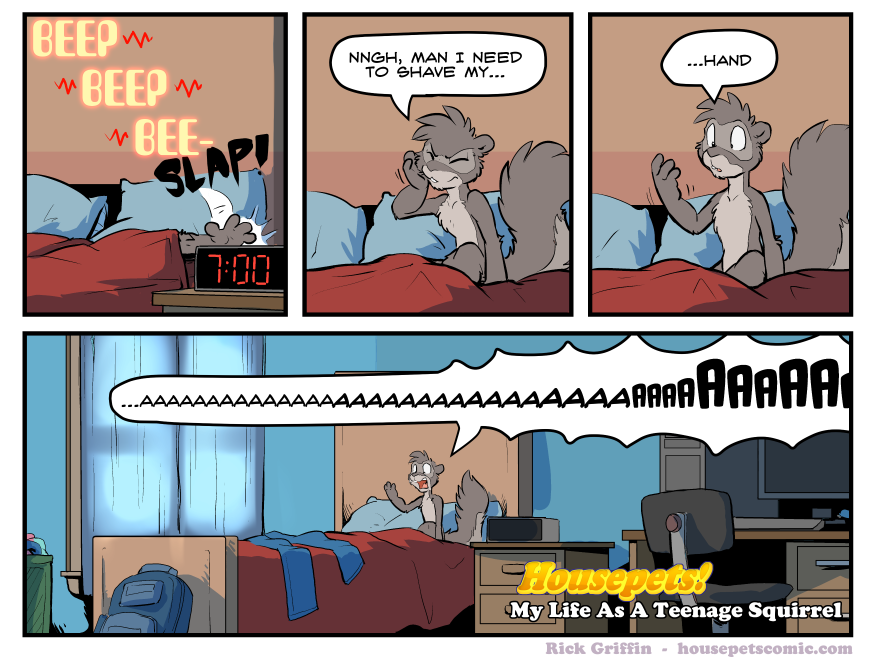 BEEP
BEEP
BEE-
SLAP!
7:00
NNGH, MAN I NEED
TO SHAVE MY...
...HAND
...AAAAAAAAAAAAAAAAAAAAAAAAAAAAAAAAAAAAAAAAA
Housepets!
My Life As A Teenage Squirrel
Rick Griffin - housepetscomic.com